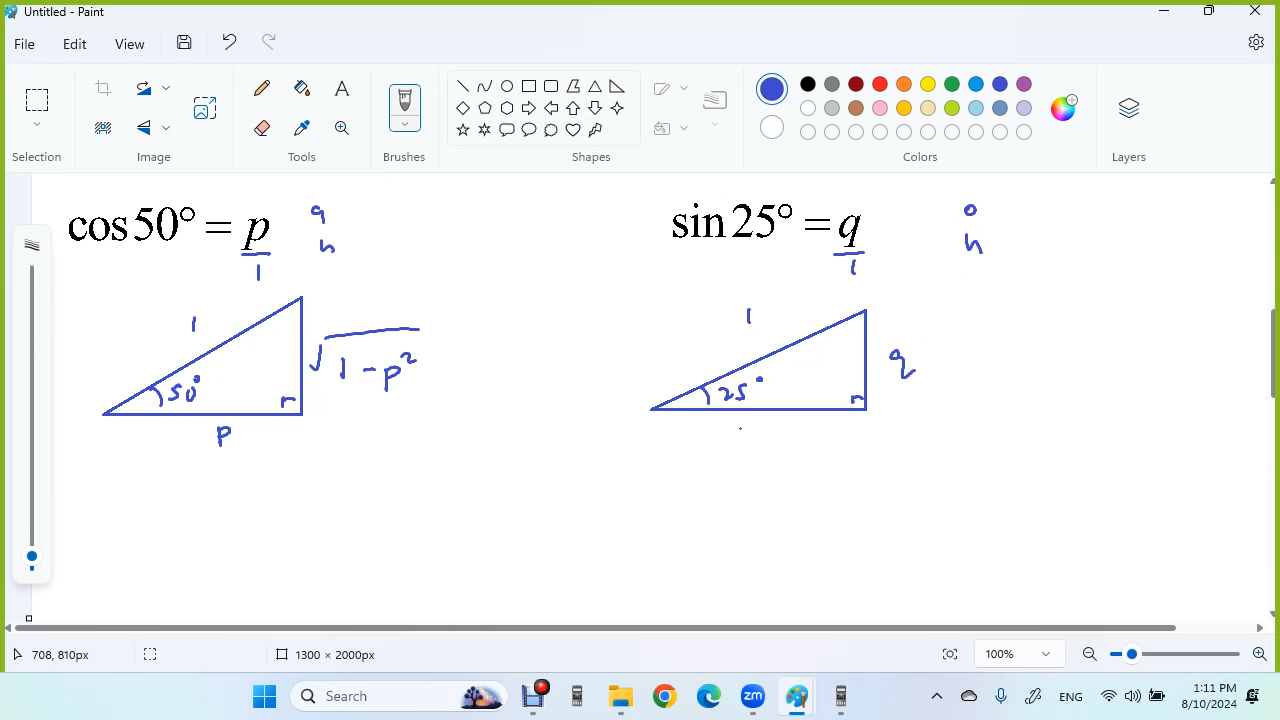 Untitled - Paint
File Edit View
Selection Image Tools Brushes Shapes Colors Layers
cos 50° = p/1
a
h
sin 25° = q/1
o
h
1
50°
√1 - p²
p
1
25°
q
708, 810px
1300 × 2000px
100%
Search
zm
ENG
1:11 PM
8/10/2024